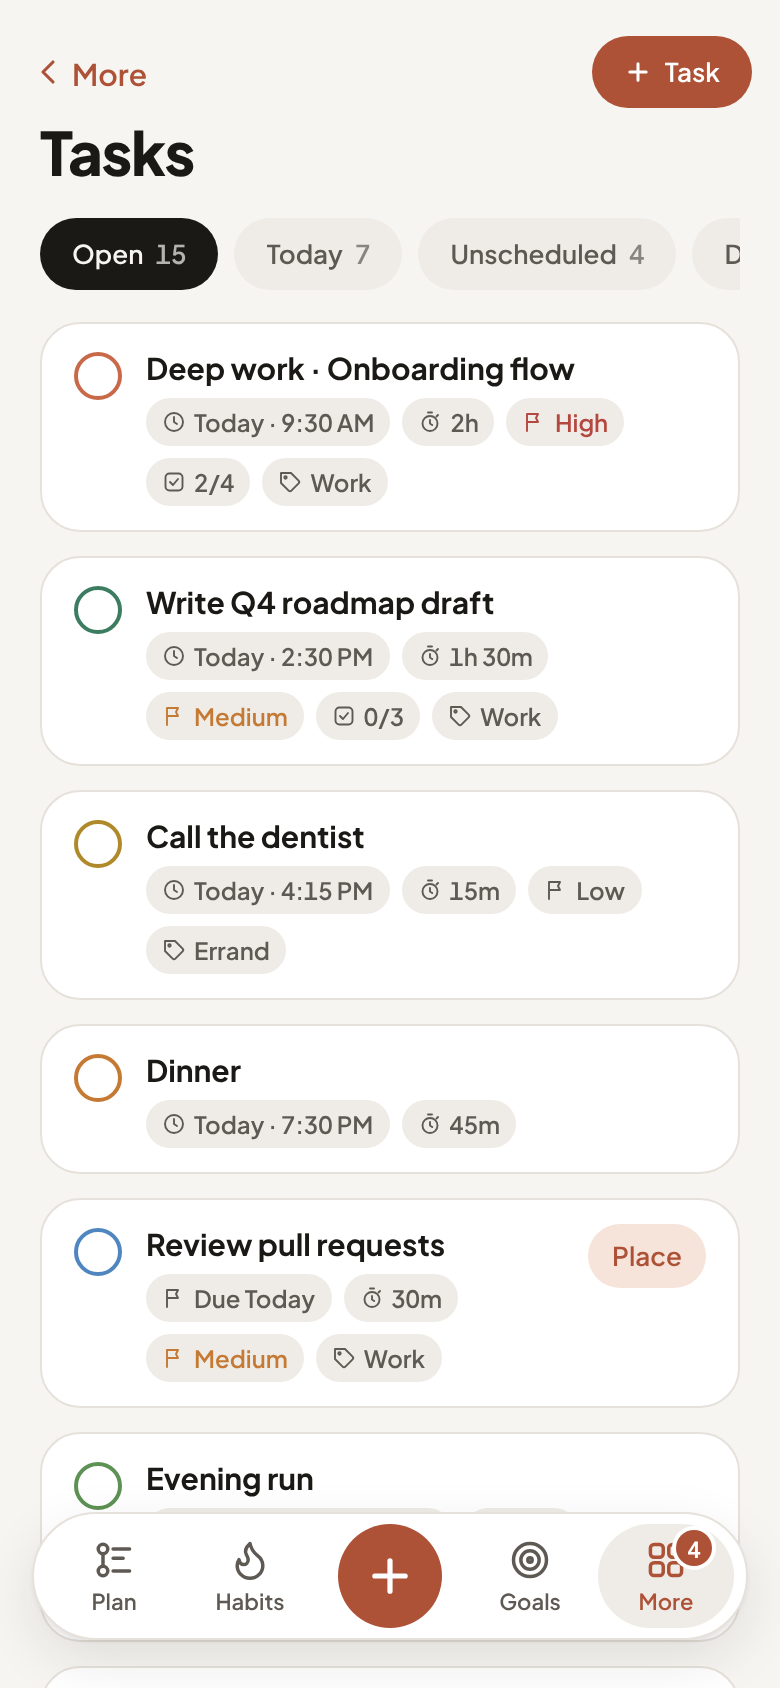 More
+ Task
Tasks
Open 15 Today 7 Unscheduled 4 D
Deep work · Onboarding flow
Today · 9:30 AM 2h High
2/4 Work
Write Q4 roadmap draft
Today · 2:30 PM 1h 30m
Medium 0/3 Work
Call the dentist
Today · 4:15 PM 15m Low
Errand
Dinner
Today · 7:30 PM 45m
Review pull requests Place
Due Today 30m
Medium Work
Evening run
4
Plan Habits Goals More